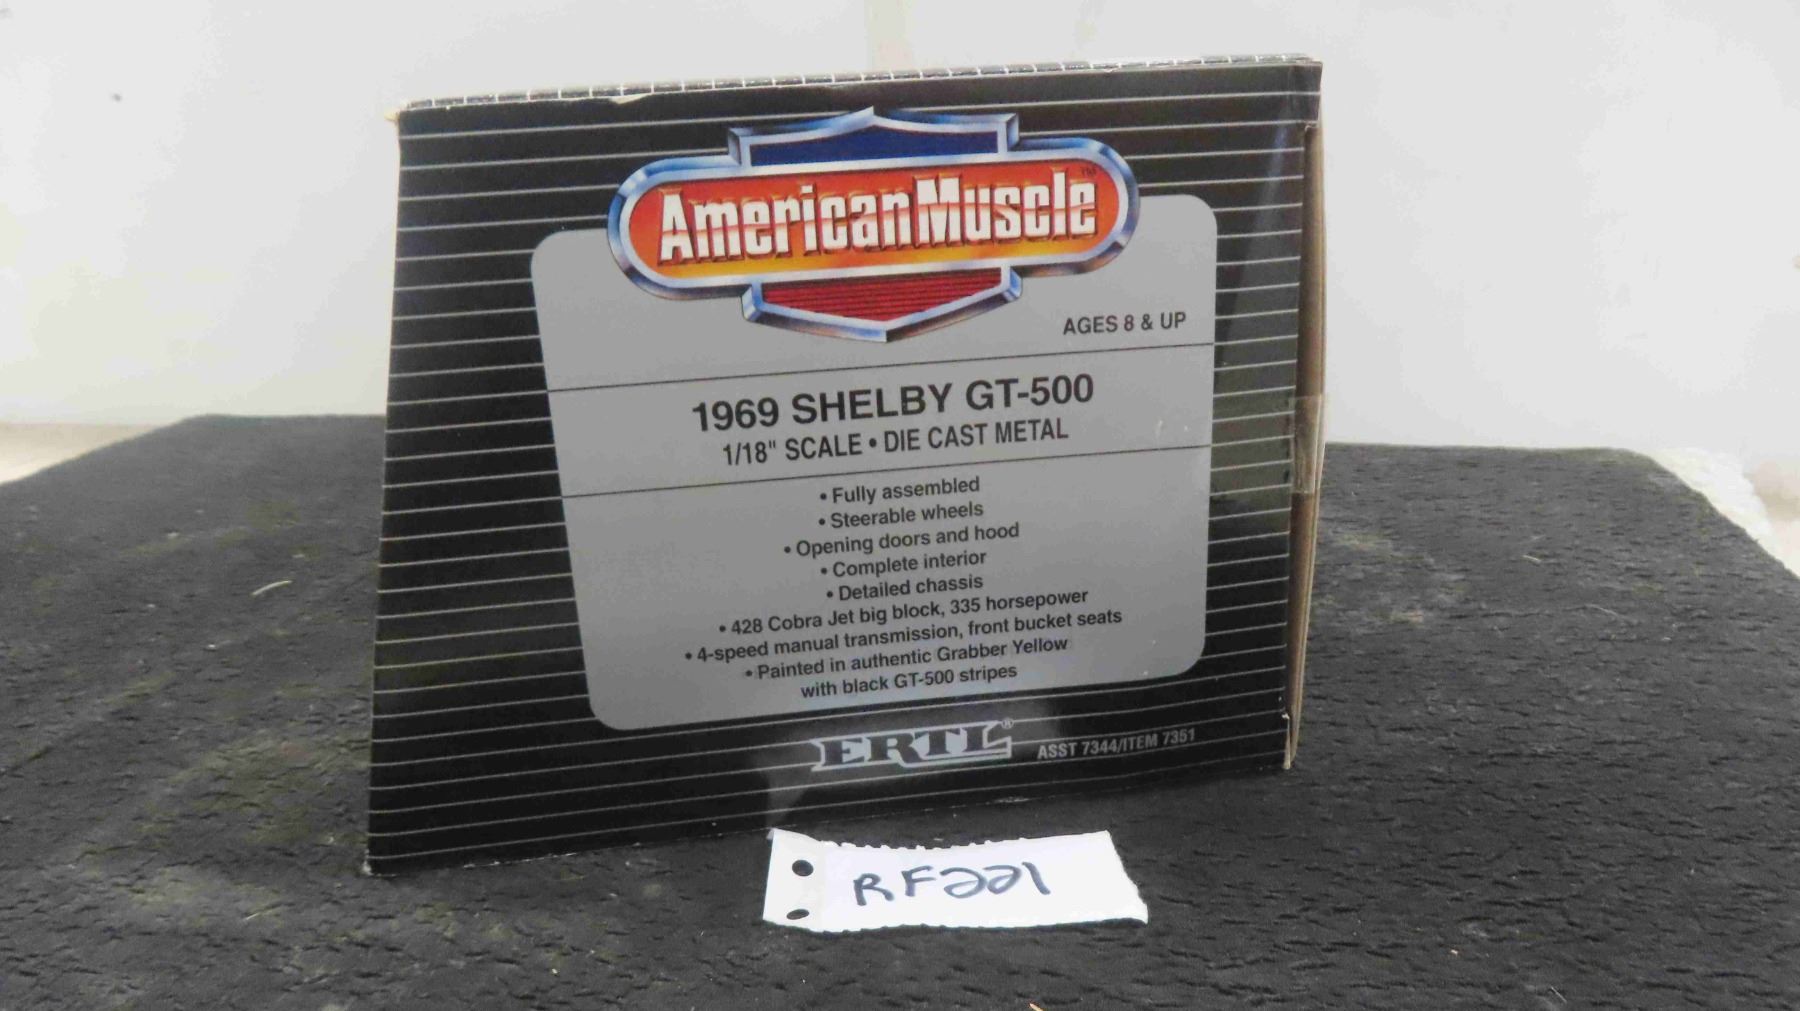 American Muscle™
AGES 8 & UP
1969 SHELBY GT-500
1/18" SCALE • DIE CAST METAL
• Fully assembled
• Steerable wheels
• Opening doors and hood
• Complete interior
• Detailed chassis
• 428 Cobra Jet big block, 335 horsepower
• 4-speed manual transmission, front bucket seats
• Painted in authentic Grabber Yellow
with black GT-500 stripes
ERTL®
ASST 7344/ITEM 7351
RF221